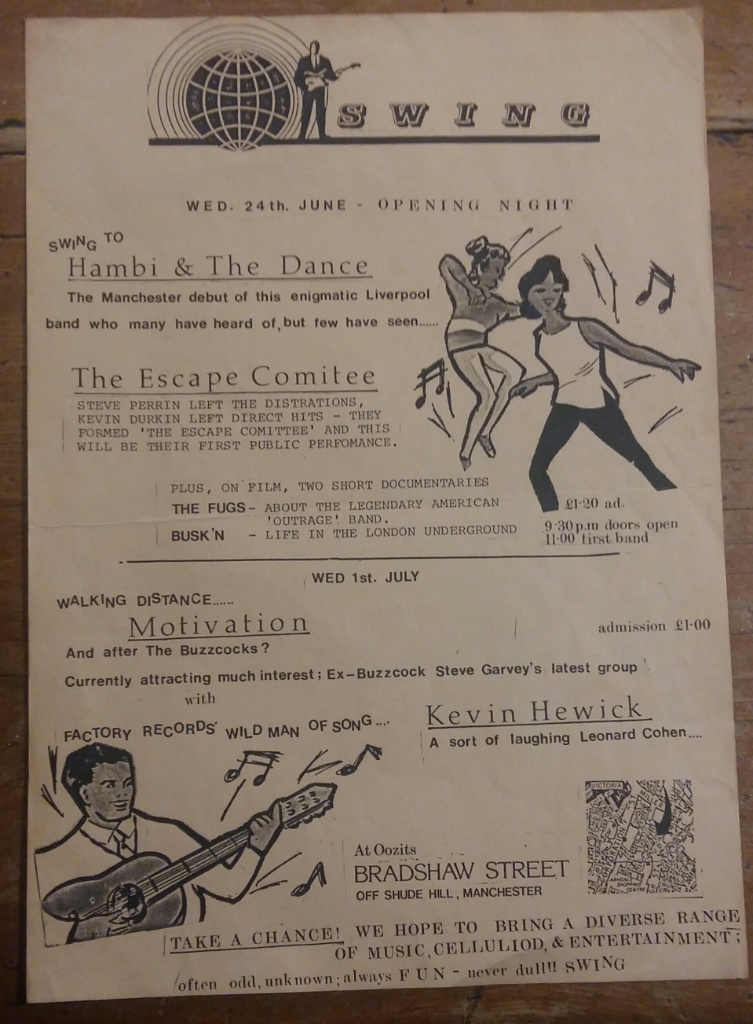 SWING
WED. 24th. JUNE - OPENING NIGHT
SWING TO
Hambi & The Dance
The Manchester debut of this enigmatic Liverpool
band who many have heard of, but few have seen......
The Escape Comitee
STEVE PERRIN LEFT THE DISTRATIONS,
KEVIN DURKIN LEFT DIRECT HITS - THEY
FORMED 'THE ESCAPE COMITTEE' AND THIS
WILL BE THEIR FIRST PUBLIC PERFOMANCE.
PLUS, ON FILM, TWO SHORT DOCUMENTARIES
THE FUGS - ABOUT THE LEGENDARY AMERICAN
'OUTRAGE' BAND.
BUSK'N - LIFE IN THE LONDON UNDERGROUND
£1·20 ad.
9·30p.m doors open
11·00 first band
WED 1st. JULY
WALKING DISTANCE......
Motivation
admission £1·00
And after The Buzzcocks?
Currently attracting much interest; Ex-Buzzcock Steve Garvey's latest group
with
FACTORY RECORDS' WILD MAN OF SONG....
Kevin Hewick
A sort of laughing Leonard Cohen....
VICTORIA
ARNDALE
SHOPPING
CENTRE
At Oozits
BRADSHAW STREET
OFF SHUDE HILL, MANCHESTER
TAKE A CHANCE! WE HOPE TO BRING A DIVERSE RANGE
OF MUSIC, CELLULIOD, & ENTERTAINMENT;
often odd, unknown; always FUN - never dull!! SWING